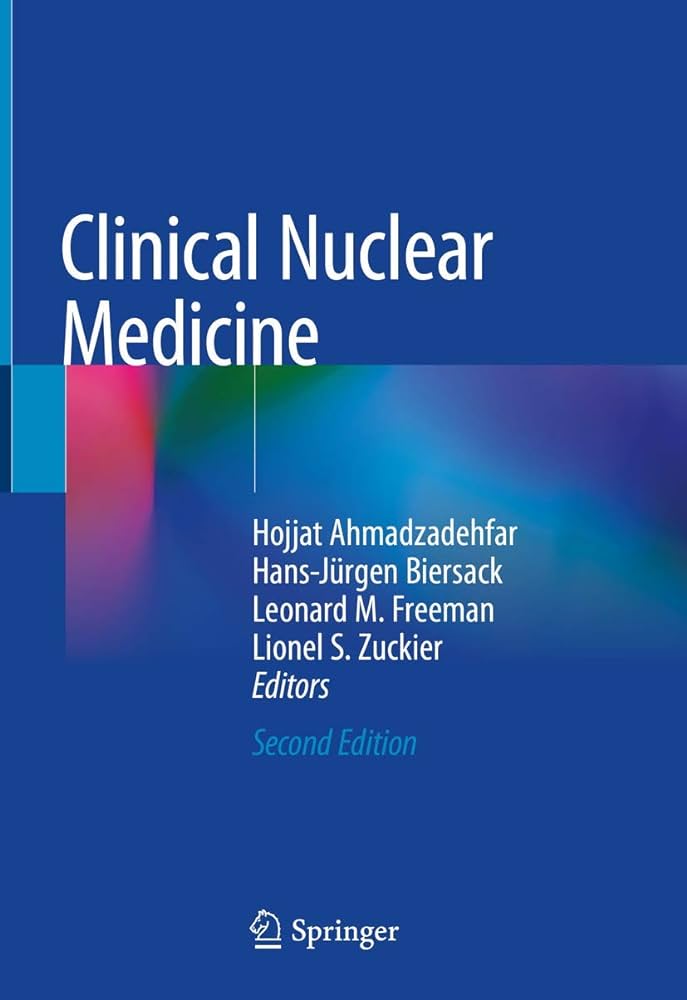 Clinical Nuclear
Medicine
Hojjat Ahmadzadehfar
Hans-Jürgen Biersack
Leonard M. Freeman
Lionel S. Zuckier
Editors
Second Edition
Springer